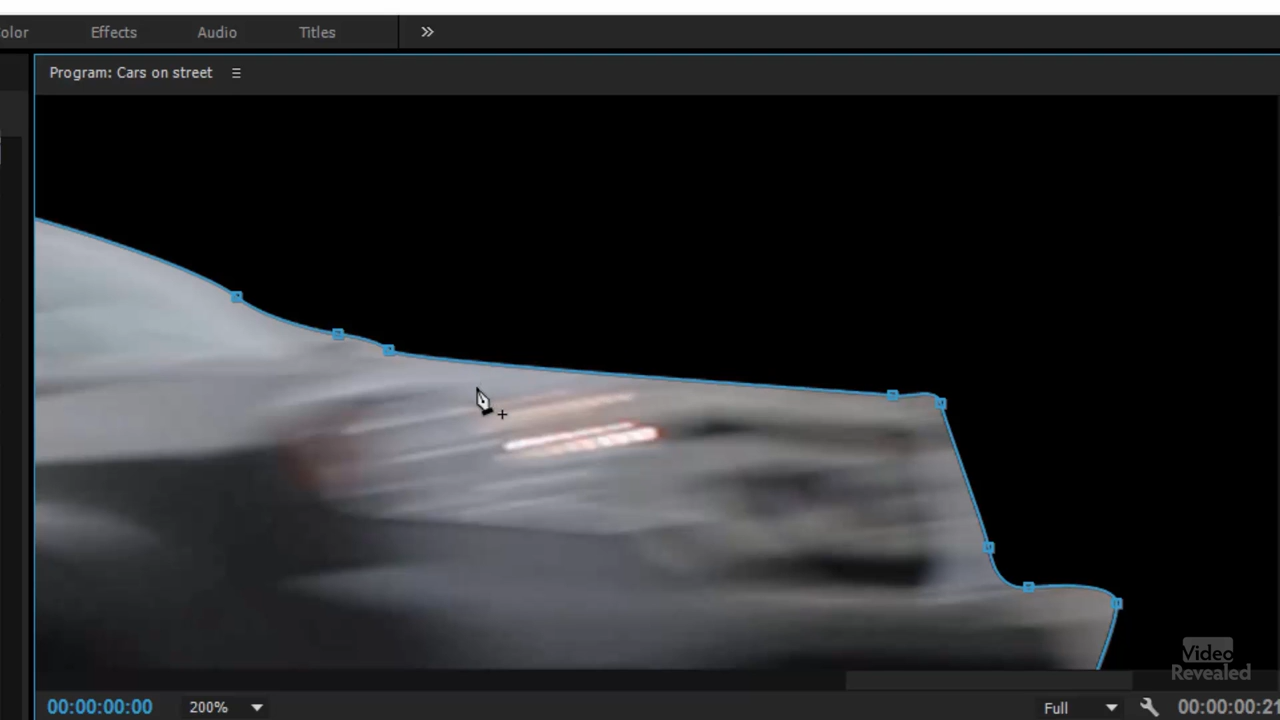 olor Effects Audio Titles »
Program: Cars on street
Video
Revealed
00:00:00:00 200% Full 00:00:00:21